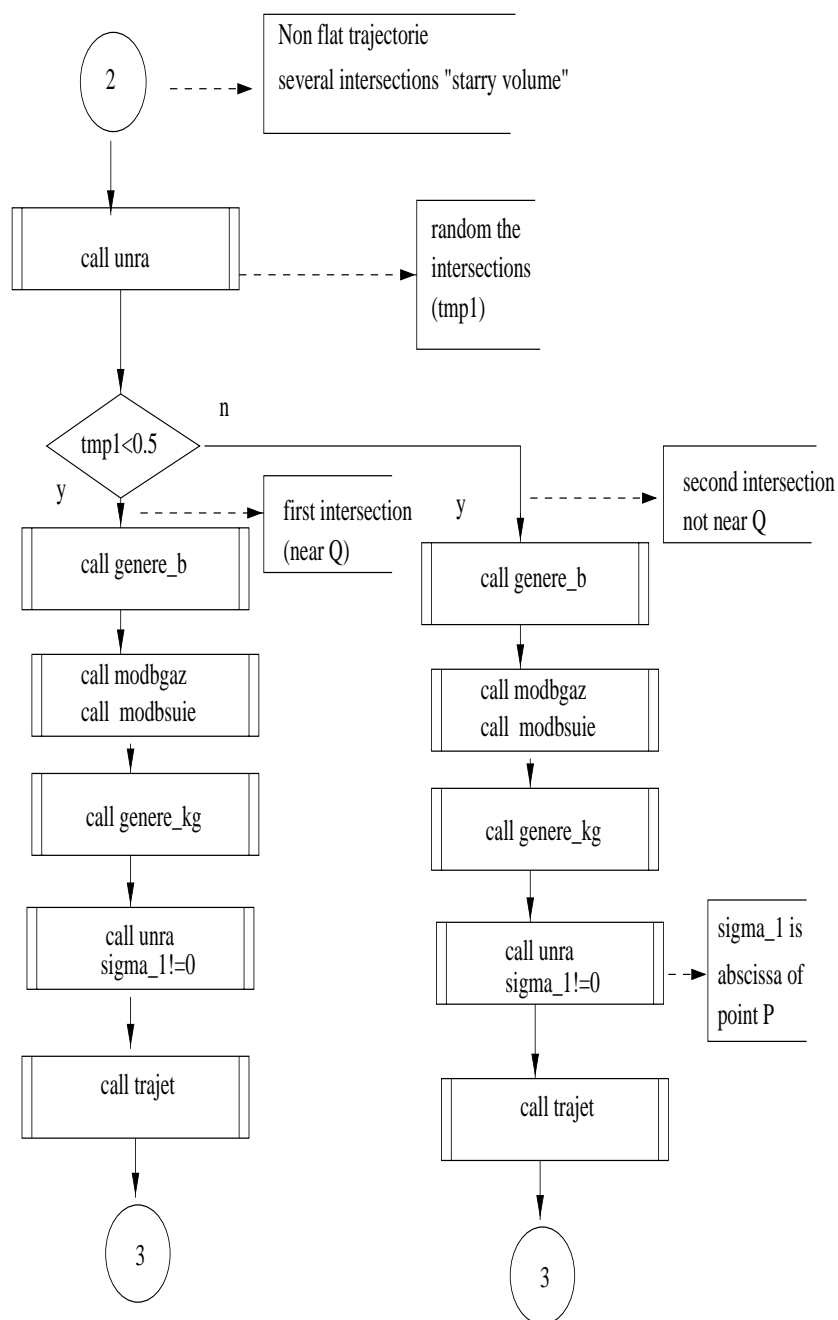 2
Non flat trajectorie
several intersections "starry volume"
call unra
random the
intersections
(tmp1)
tmp1<0.5
n
y
first intersection
(near Q)
y
second intersection
not near Q
call genere_b
call modbgaz
call modbsuie
call genere_kg
call unra
sigma_1!=0
call trajet
3
call genere_b
call modbgaz
call modbsuie
call genere_kg
call unra
sigma_1!=0
sigma_1 is
abscissa of
point P
call trajet
3